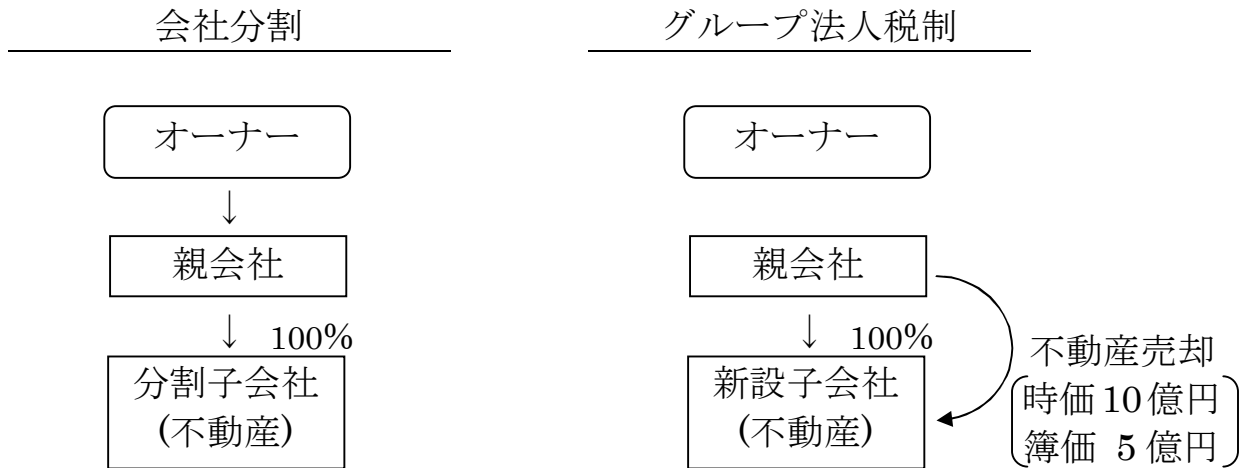 会社分割
オーナー
↓
親会社
↓ 100%
分割子会社
(不動産)
グループ法人税制
オーナー
親会社
↓ 100%
新設子会社
(不動産)
不動産売却
時価 10 億円
簿価 5 億円